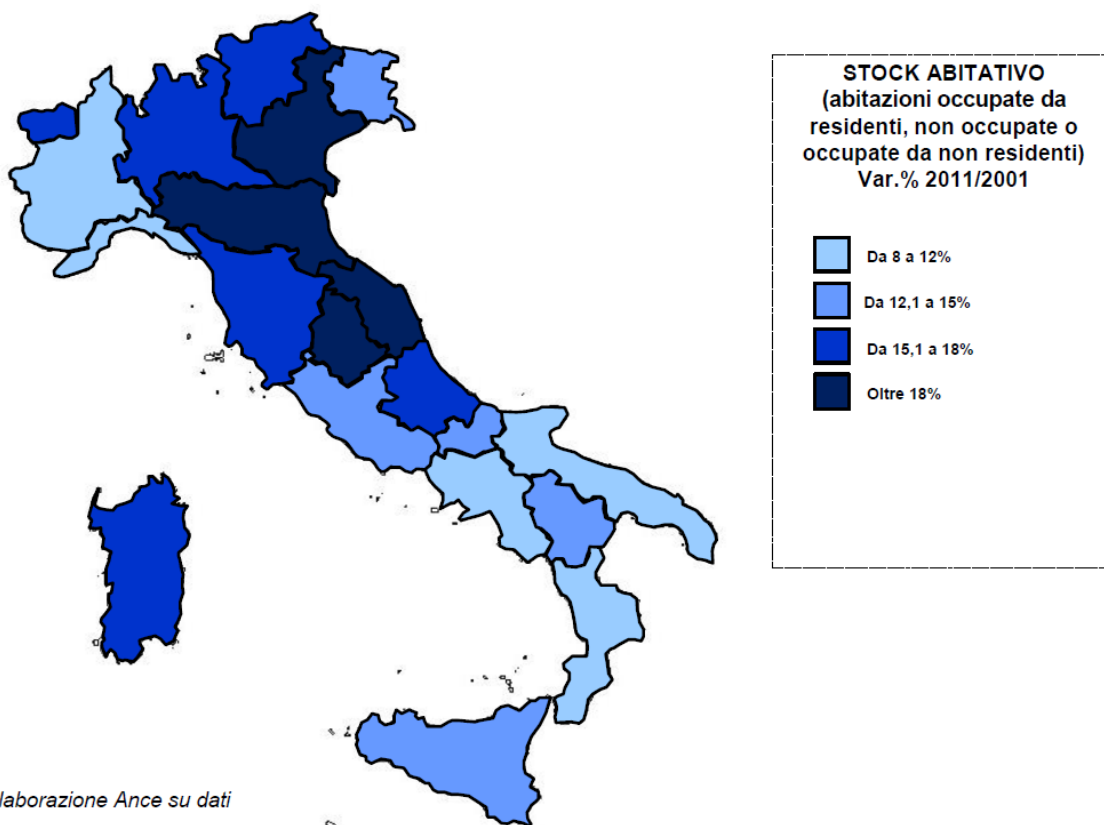 STOCK ABITATIVO
(abitazioni occupate da
residenti, non occupate o
occupate da non residenti)
Var.% 2011/2001
Da 8 a 12%
Da 12,1 a 15%
Da 15,1 a 18%
Oltre 18%
laborazione Ance su dati